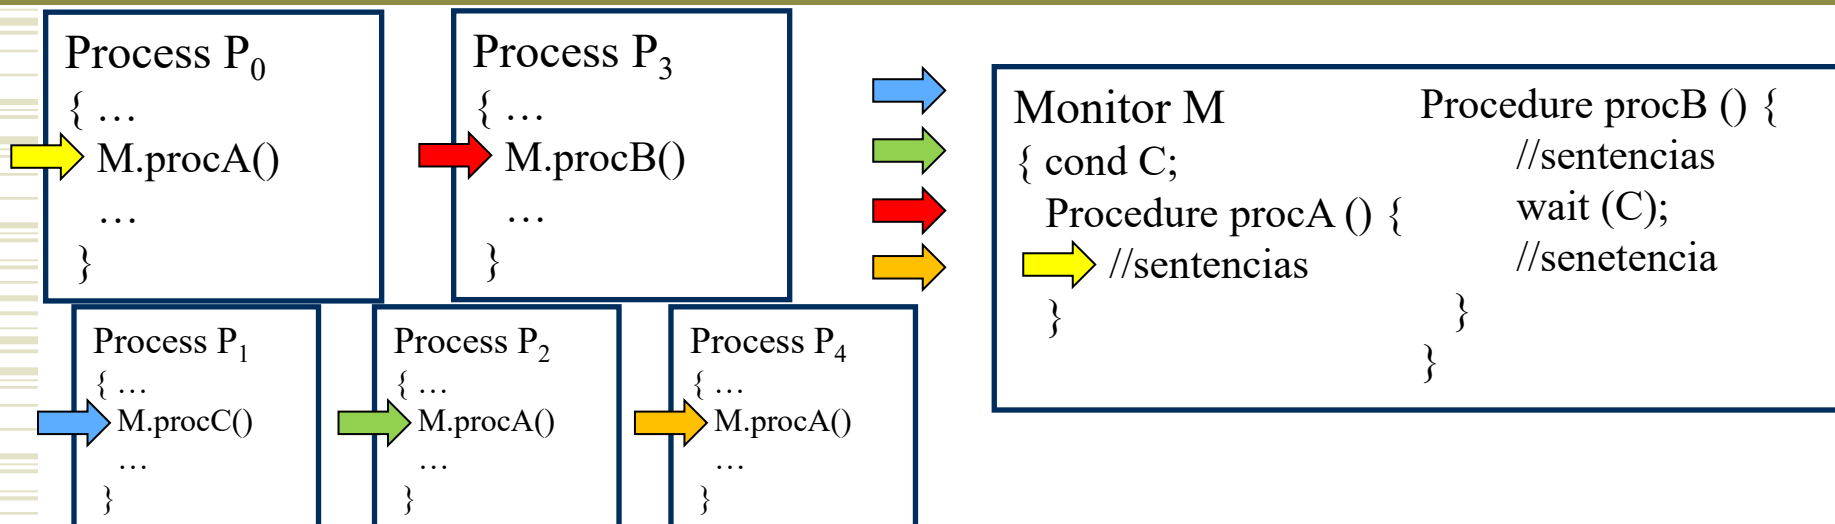 Process P₀
{ …
M.procA()
…
}
Process P₃
{ …
M.procB()
…
}
Process P₁
{ …
M.procC()
…
}
Process P₂
{ …
M.procA()
…
}
Process P₄
{ …
M.procA()
…
}
Monitor M
{ cond C;
Procedure procA () {
//sentencias
}
Procedure procB () {
//sentencias
wait (C);
//senetencia
}
}